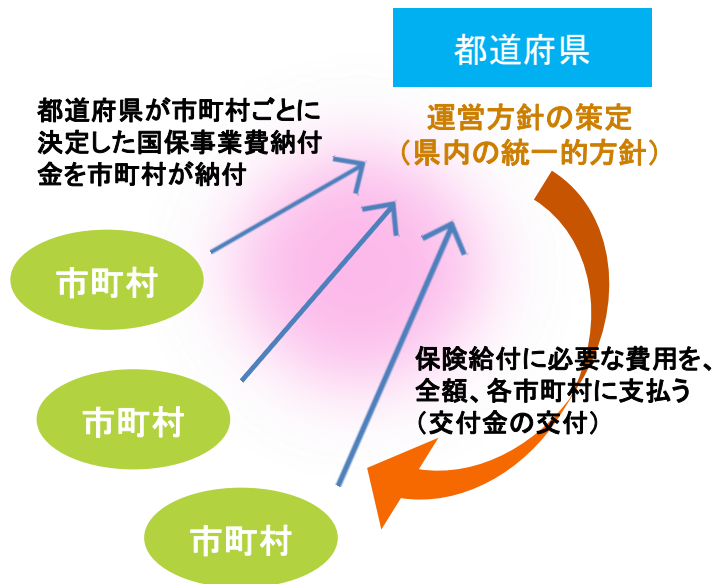 都道府県
運営方針の策定
（県内の統一的方針）
都道府県が市町村ごとに
決定した国保事業費納付
金を市町村が納付
市町村
保険給付に必要な費用を、
全額、各市町村に支払う
（交付金の交付）
市町村
市町村